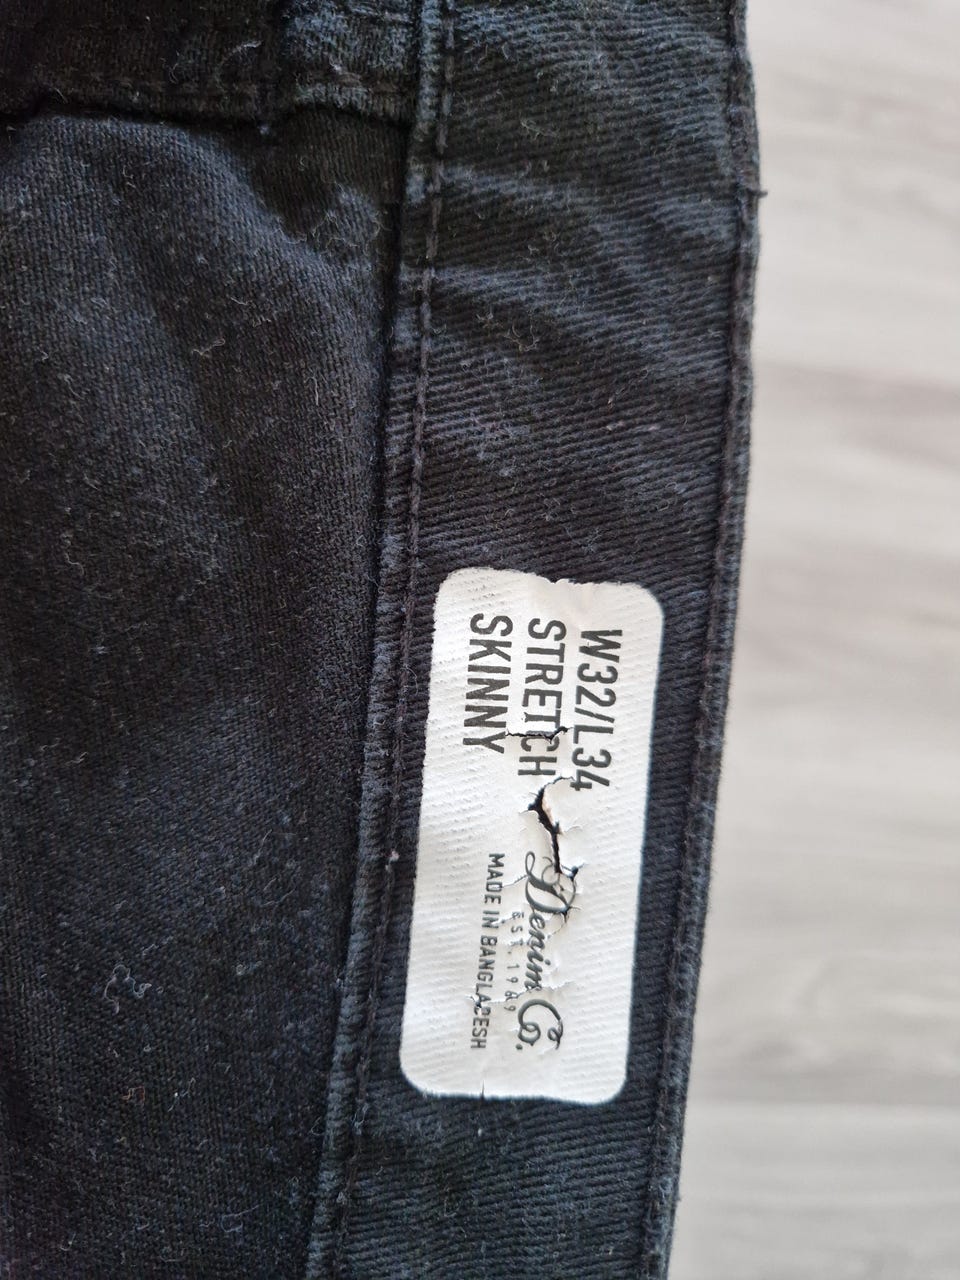 W32/L34
STRETCH
SKINNY
Denim Co.
EST. 1969
MADE IN BANGLADESH